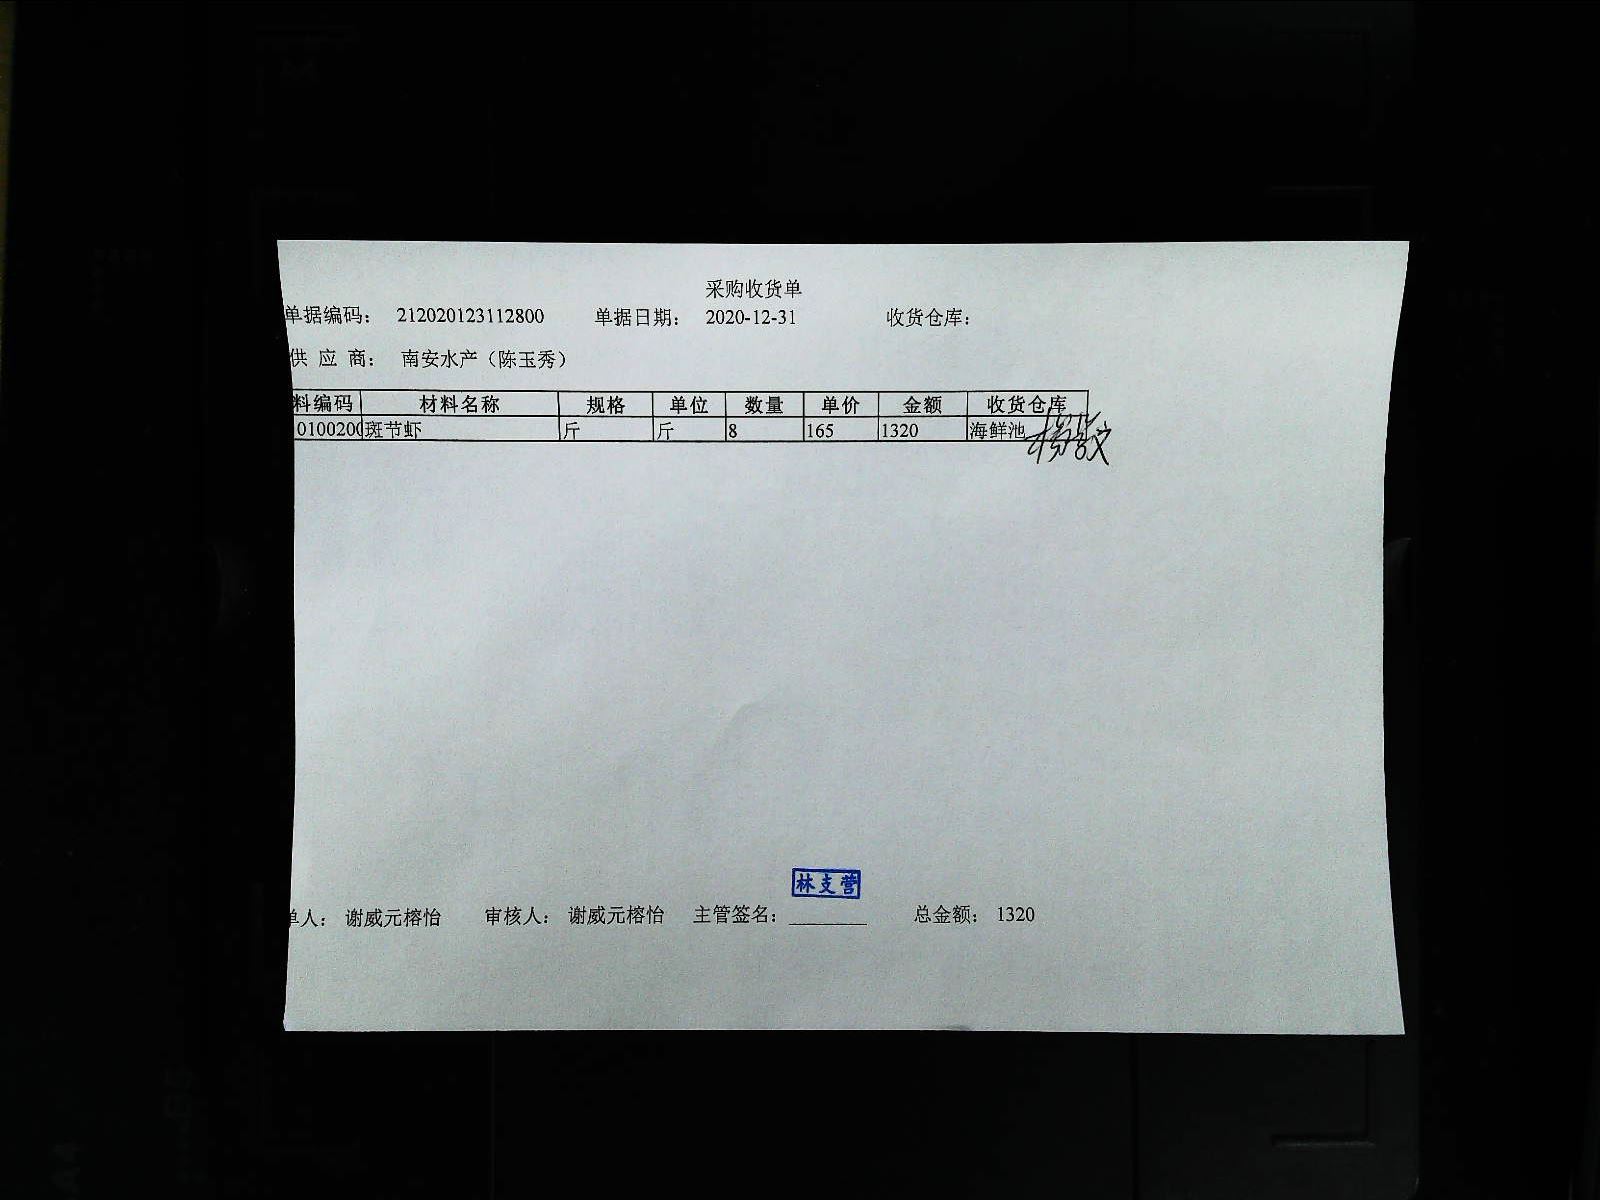 采购收货单
单据编码： 212020123112800 单据日期： 2020-12-31 收货仓库：
供 应 商： 南安水产（陈玉秀）
料编码 材料名称 规格 单位 数量 单价 金额 收货仓库
010020 斑节虾 斤 斤 8 165 1320 海鲜池
林支营
单人： 谢威元榕怡 审核人： 谢威元榕怡 主管签名： 总金额： 1320